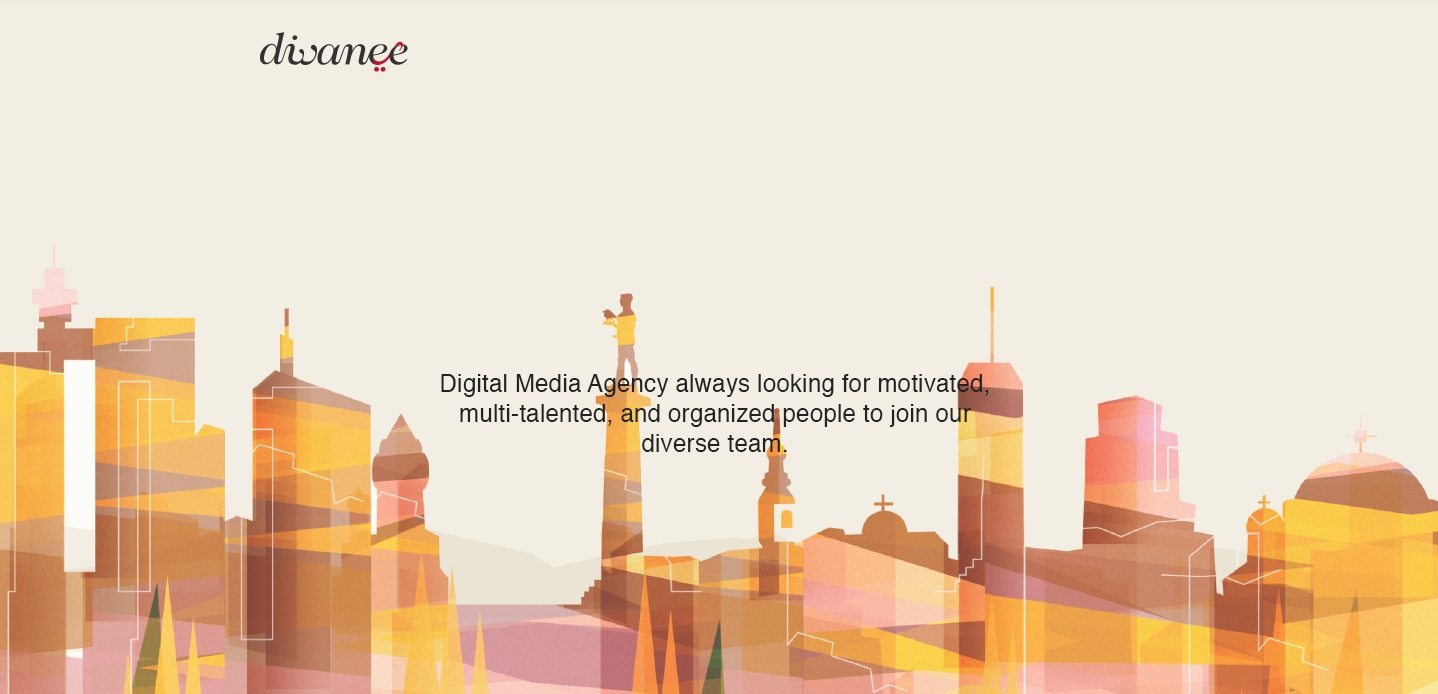 divanee
Digital Media Agency always looking for motivated,
multi-talented, and organized people to join our
diverse team.